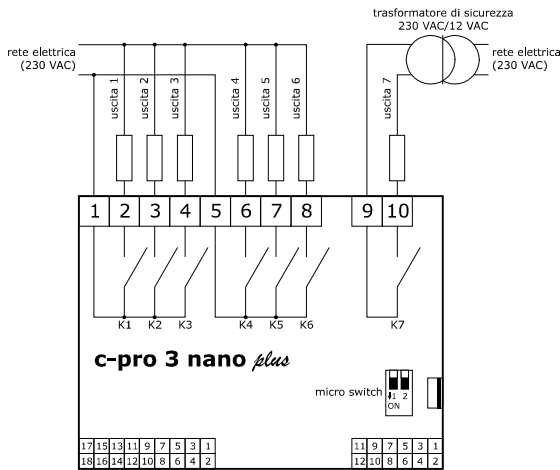 trasformatore di sicurezza
230 VAC/12 VAC
rete elettrica
(230 VAC)
rete elettrica
(230 VAC)
uscita 1
uscita 2
uscita 3
uscita 4
uscita 5
uscita 6
uscita 7
1 2 3 4 5 6 7 8 9 10
K1 K2 K3 K4 K5 K6 K7
c-pro 3 nano plus
micro switch
1 2
ON
17 15 13 11 9 7 5 3 1
18 16 14 12 10 8 6 4 2
11 9 7 5 3 1
12 10 8 6 4 2